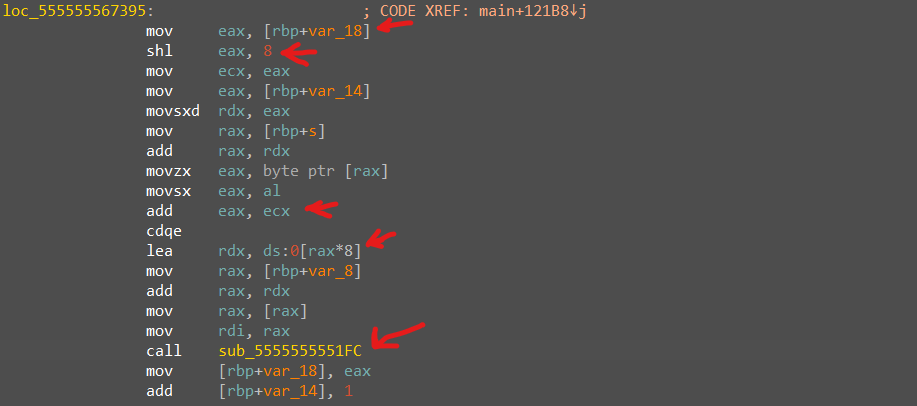 loc_555555567395: ; CODE XREF: main+121B8↓j
mov eax, [rbp+var_18]
shl eax, 8
mov ecx, eax
mov eax, [rbp+var_14]
movsxd rdx, eax
mov rax, [rbp+s]
add rax, rdx
movzx eax, byte ptr [rax]
movsx eax, al
add eax, ecx
cdqe
lea rdx, ds:0[rax*8]
mov rax, [rbp+var_8]
add rax, rdx
mov rax, [rax]
mov rdi, rax
call sub_5555555551FC
mov [rbp+var_18], eax
add [rbp+var_14], 1